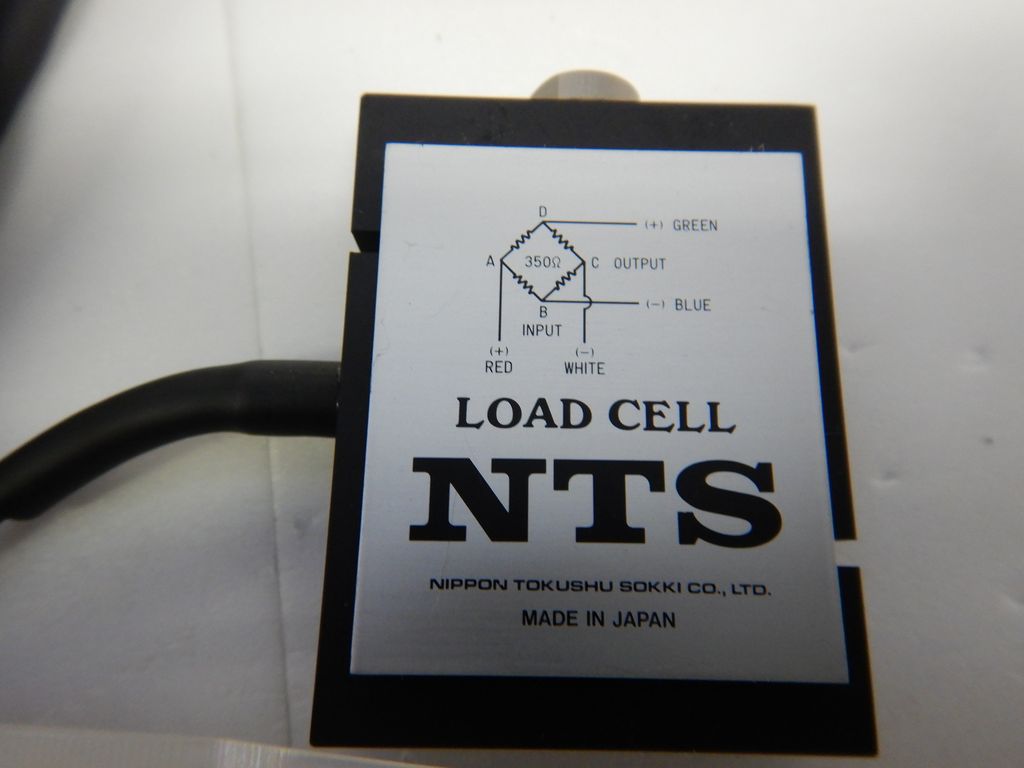 D
(+) GREEN
A 350Ω C OUTPUT
B
(−) BLUE
INPUT
(+) (−)
RED WHITE
LOAD CELL
NTS
NIPPON TOKUSHU SOKKI CO., LTD.
MADE IN JAPAN